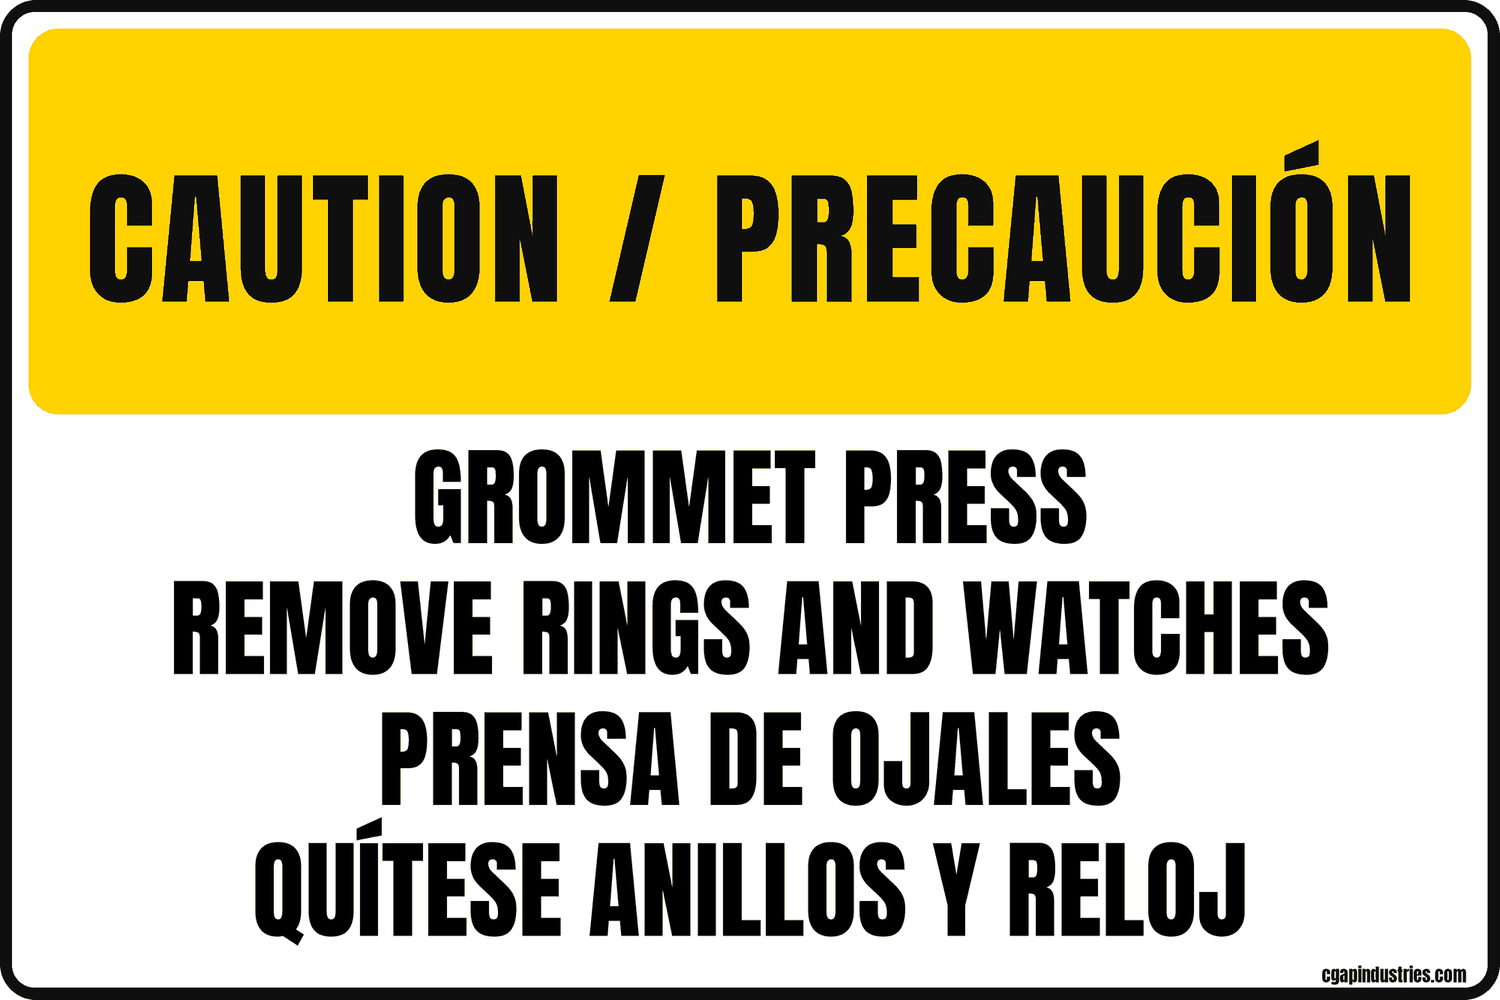 CAUTION / PRECAUCIÓN
GROMMET PRESS
REMOVE RINGS AND WATCHES
PRENSA DE OJALES
QUÍTESE ANILLOS Y RELOJ
cgapindustries.com